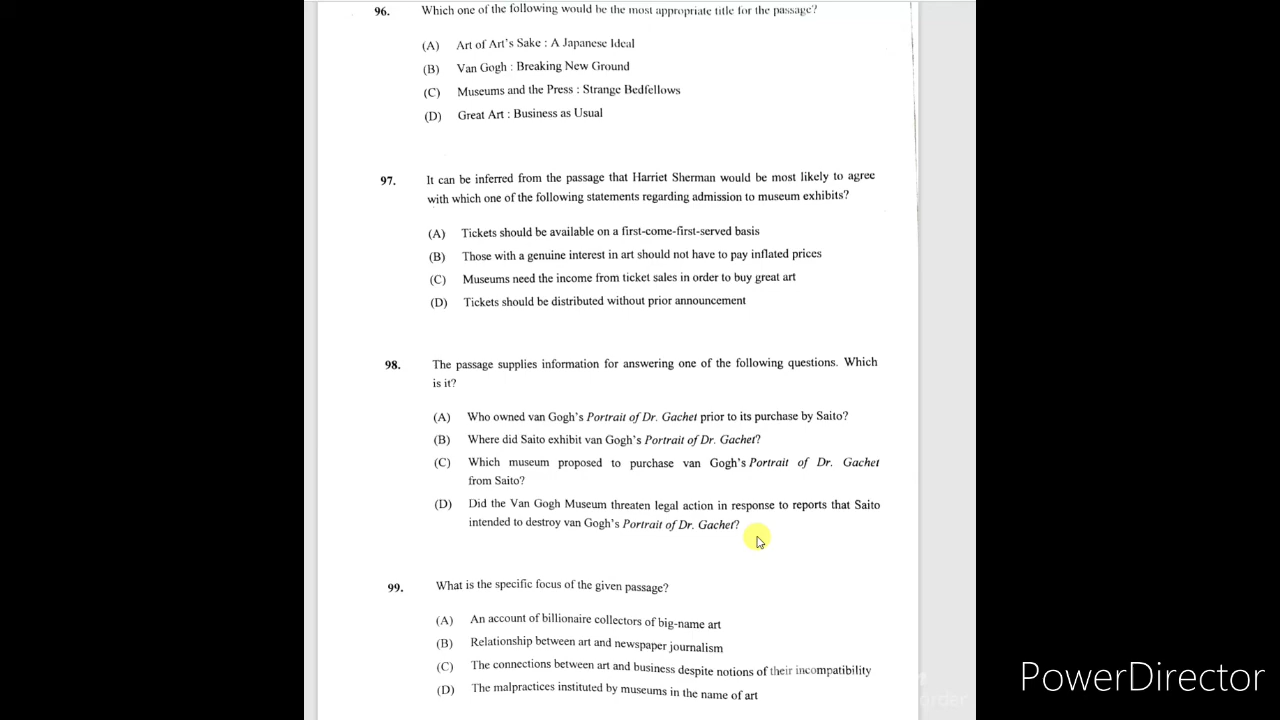 96. Which one of the following would be the most appropriate title for the passage?
(A) Art of Art's Sake : A Japanese Ideal
(B) Van Gogh : Breaking New Ground
(C) Museums and the Press : Strange Bedfellows
(D) Great Art : Business as Usual
97. It can be inferred from the passage that Harriet Sherman would be most likely to agree
with which one of the following statements regarding admission to museum exhibits?
(A) Tickets should be available on a first-come-first-served basis
(B) Those with a genuine interest in art should not have to pay inflated prices
(C) Museums need the income from ticket sales in order to buy great art
(D) Tickets should be distributed without prior announcement
98. The passage supplies information for answering one of the following questions. Which
is it?
(A) Who owned van Gogh's Portrait of Dr. Gachet prior to its purchase by Saito?
(B) Where did Saito exhibit van Gogh's Portrait of Dr. Gachet?
(C) Which museum proposed to purchase van Gogh's Portrait of Dr. Gachet
from Saito?
(D) Did the Van Gogh Museum threaten legal action in response to reports that Saito
intended to destroy van Gogh's Portrait of Dr. Gachet?
99. What is the specific focus of the given passage?
(A) An account of billionaire collectors of big-name art
(B) Relationship between art and newspaper journalism
(C) The connections between art and business despite notions of their incompatibility
(D) The malpractices instituted by museums in the name of art
PowerDirector